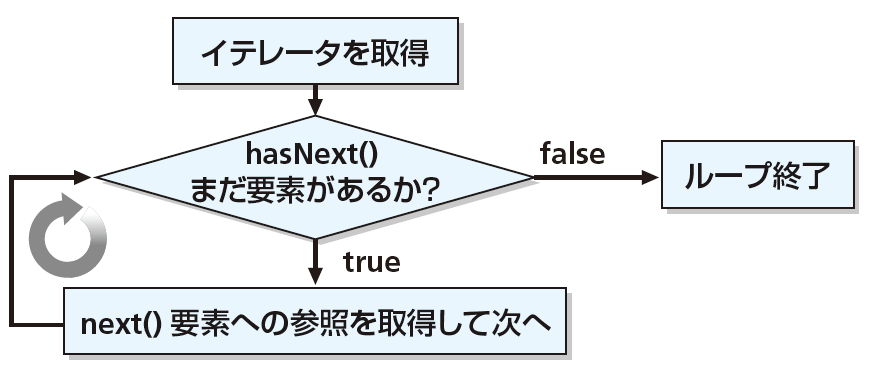 イテレータを取得
hasNext()
まだ要素があるか?
false
ループ終了
true
next() 要素への参照を取得して次へ